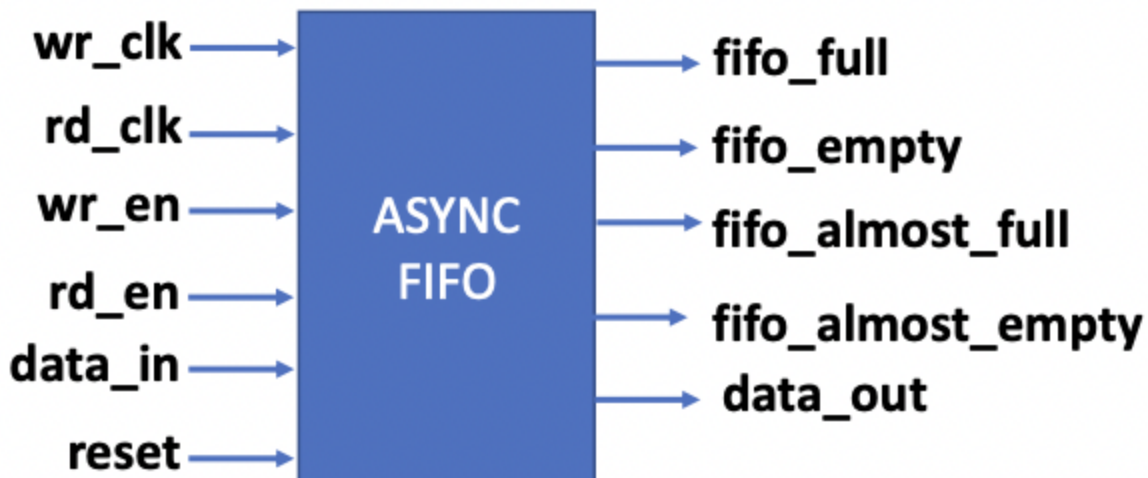 wr_clk
rd_clk
wr_en
rd_en
data_in
reset
ASYNC
FIFO
fifo_full
fifo_empty
fifo_almost_full
fifo_almost_empty
data_out